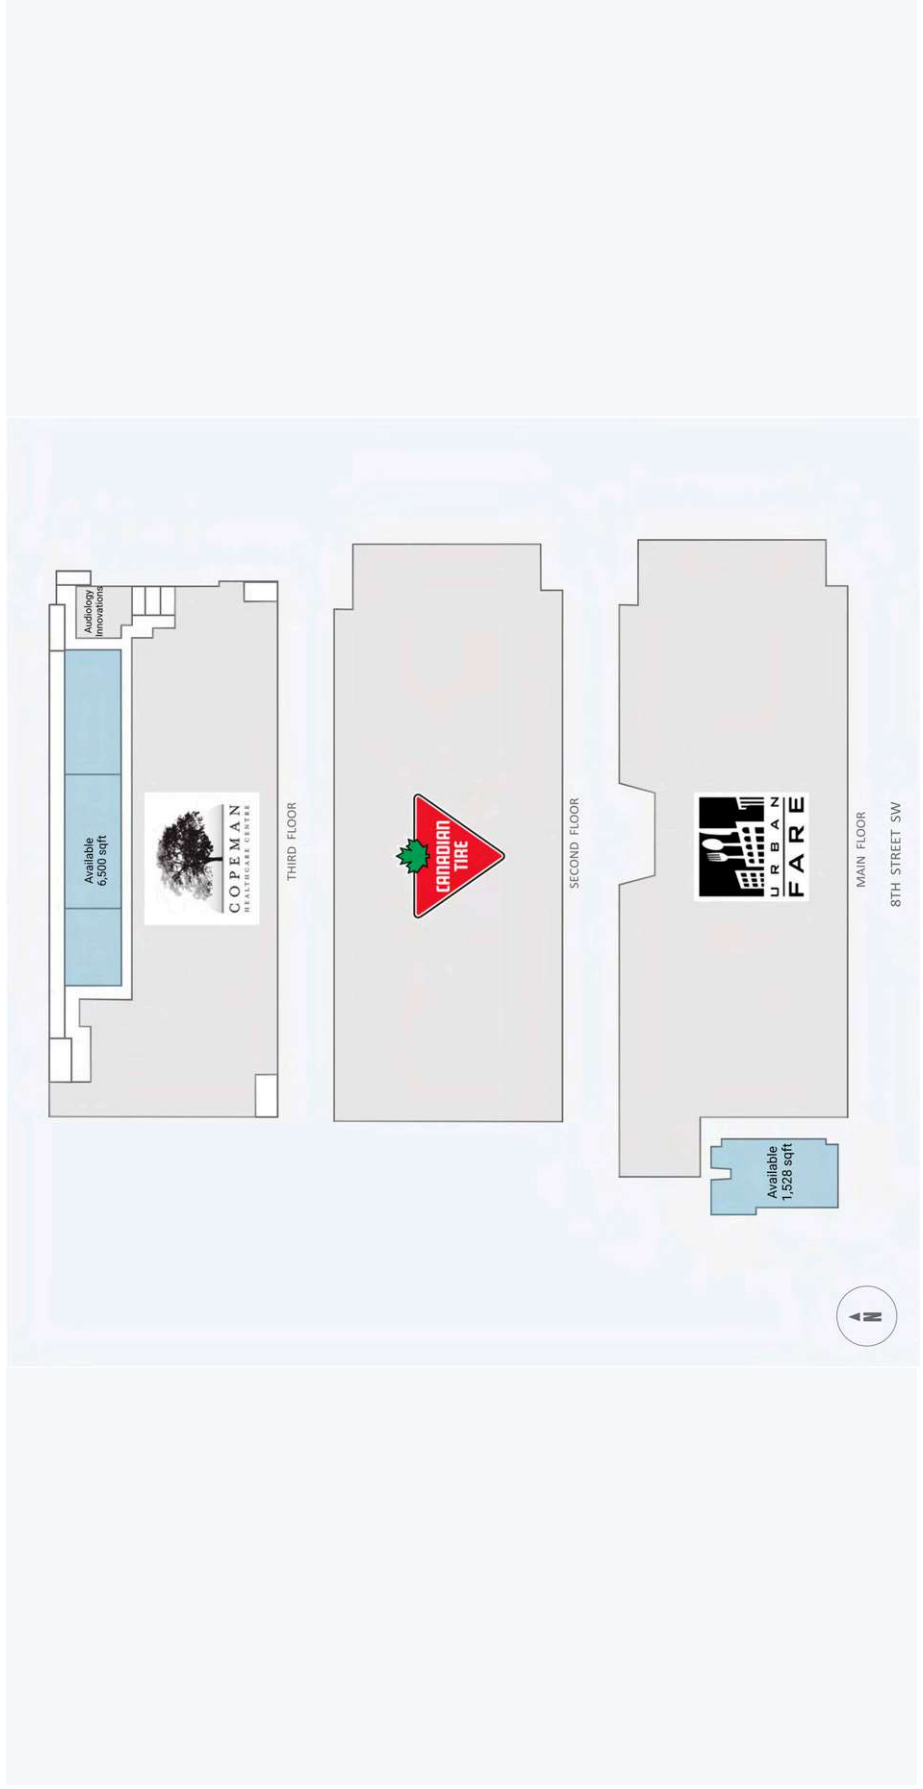 Audiology
Innovations
Available
6,500 sqft
COPEMAN
HEALTHCARE CENTRE
THIRD FLOOR
CANADIAN
TIRE
SECOND FLOOR
URBAN
FARE
MAIN FLOOR
Available
1,528 sqft
8TH STREET SW
N